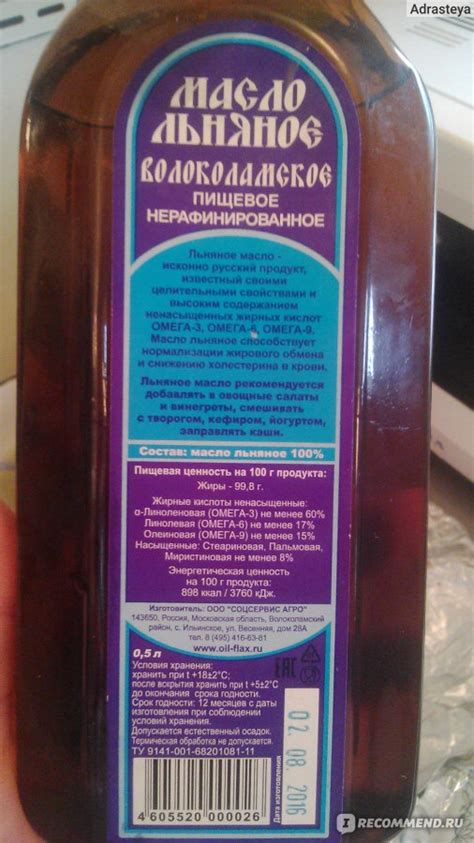 Adrasteya
МАСЛО
ЛЬНЯНОЕ
ВОЛОКОЛАМСКОЕ
ПИЩЕВОЕ
НЕРАФИНИРОВАННОЕ
Льняное масло -
исконно русский продукт,
известный своими
целительными свойствами и
высоким содержанием
ненасыщенных жирных кислот
ОМЕГА-3, ОМЕГА-6, ОМЕГА-9.
Масло льняное способствует
нормализации жирового обмена
и снижению холестерина в крови.
Льняное масло рекомендуется
добавлять в овощные салаты
и винегреты, смешивать
с творогом, кефиром, йогуртом,
заправлять каши.
Состав: масло льняное 100%
Пищевая ценность на 100 г продукта:
Жиры - 99,8 г.
Жирные кислоты ненасыщенные:
α-Линоленовая (ОМЕГА-3) не менее 60%
Линолевая (ОМЕГА-6) не менее 17%
Олеиновая (ОМЕГА-9) не менее 15%
Насыщенные: Стеариновая, Пальмовая,
Миристиновая не менее 8%
Энергетическая ценность
на 100 г продукта:
898 ккал / 3760 кДж.
Изготовитель: ООО "СОЦСЕРВИС АГРО"
143650, Россия, Московская область, Волоколамский
район, с. Ильинское, ул. Весенняя, дом 28А
тел. 8 (495) 416-63-81
www.oil-flax.ru
0,5 л
Условия хранения:
хранить при t +18±2°С;
после вскрытия хранить при t +5±2°С
до окончания срока годности.
Срок годности: 12 месяцев с даты
изготовления при соблюдении
условий хранения.
Допускается естественный осадок.
Термическая обработка не допускается.
ТУ 9141-001-68201081-11
4605520000026
EAC
Дата изготовления
02.08.2016
IRECOMMEND.RU